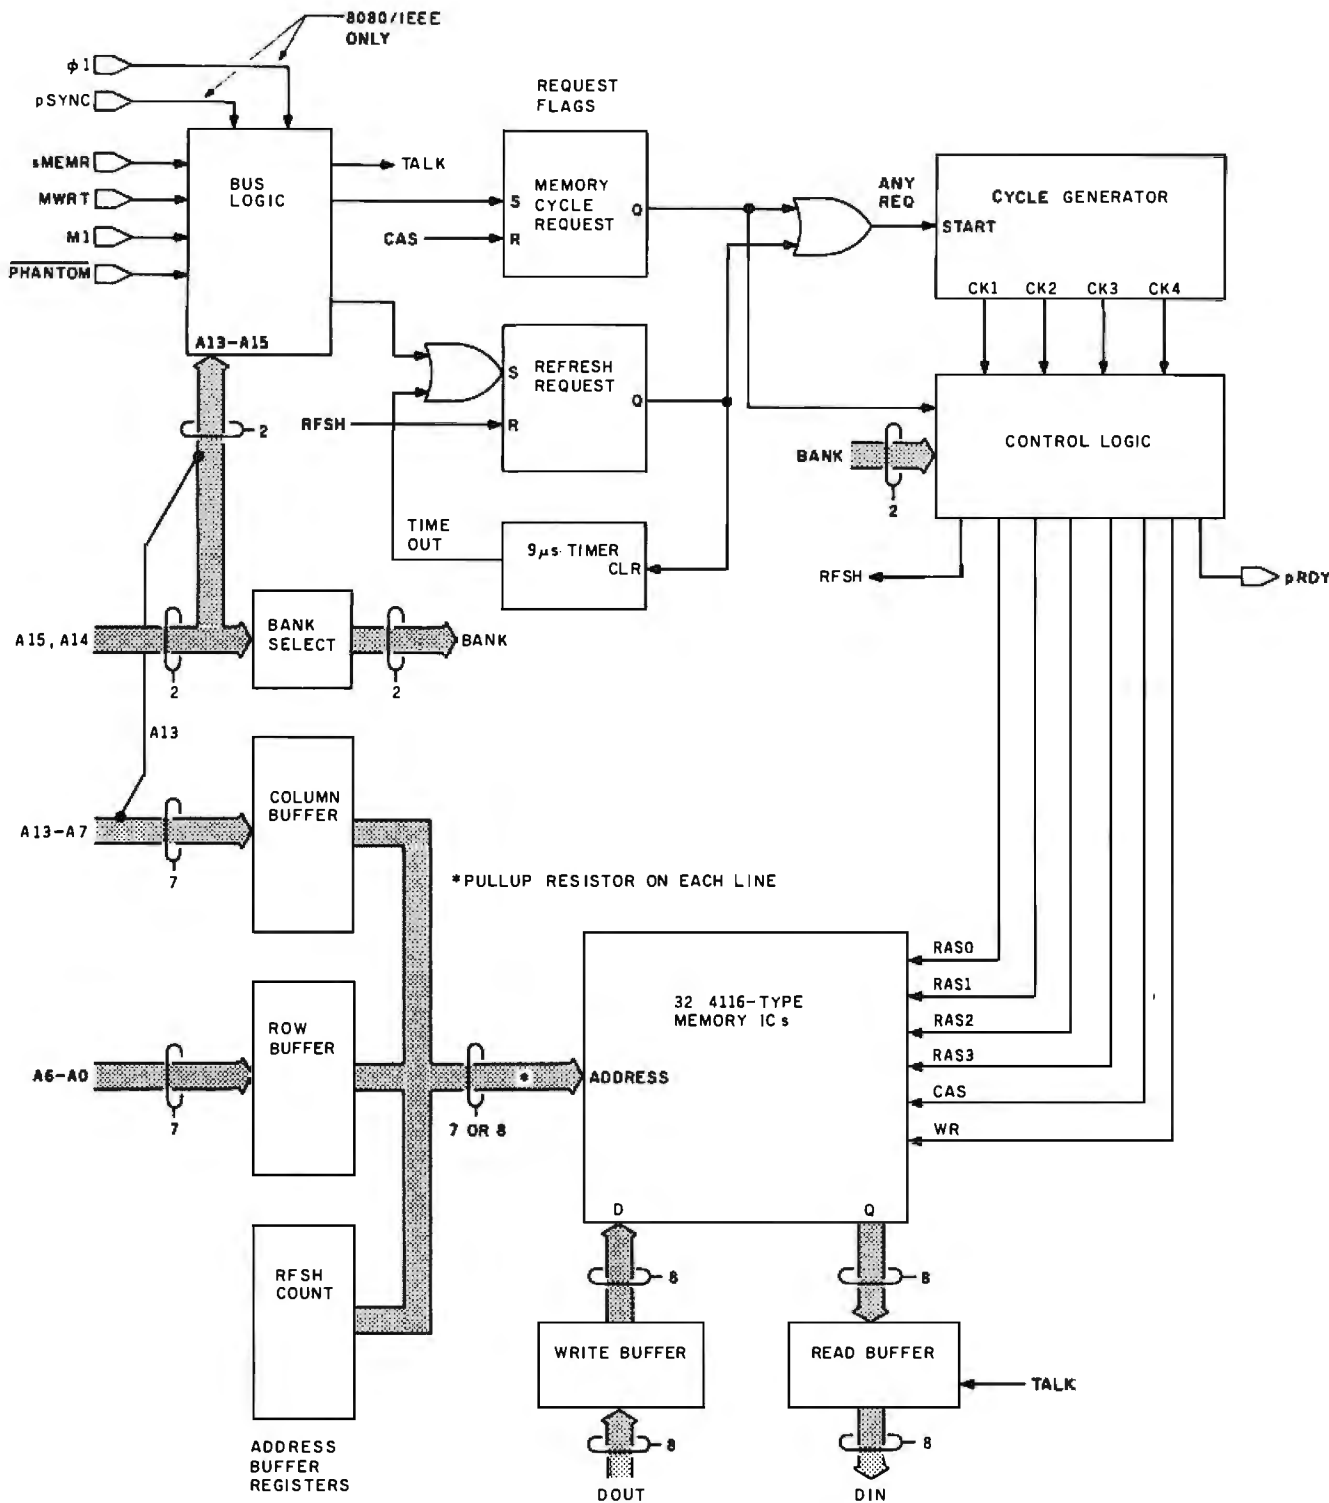 8080/IEEE
ONLY
φ1
pSYNC
sMEMR
MWRT
M1
PHANTOM
BUS
LOGIC
A13-A15
TALK
REQUEST
FLAGS
MEMORY
CYCLE
REQUEST
S
R
Q
CAS
ANY
REQ
CYCLE GENERATOR
START
CK1 CK2 CK3 CK4
REFRESH
REQUEST
S
R
Q
RFSH
CONTROL LOGIC
BANK
2
2
TIME
OUT
9μs TIMER
CLR
RFSH
pRDY
A15, A14
2
BANK
SELECT
2
BANK
A13
A13-A7
7
COLUMN
BUFFER
*PULLUP RESISTOR ON EACH LINE
A6-A0
7
ROW
BUFFER
*
7 OR 8
ADDRESS
32 4116-TYPE
MEMORY ICs
RAS0
RAS1
RAS2
RAS3
CAS
WR
D
Q
RFSH
COUNT
8
8
WRITE BUFFER
READ BUFFER
TALK
8
8
ADDRESS
BUFFER
REGISTERS
DOUT
DIN